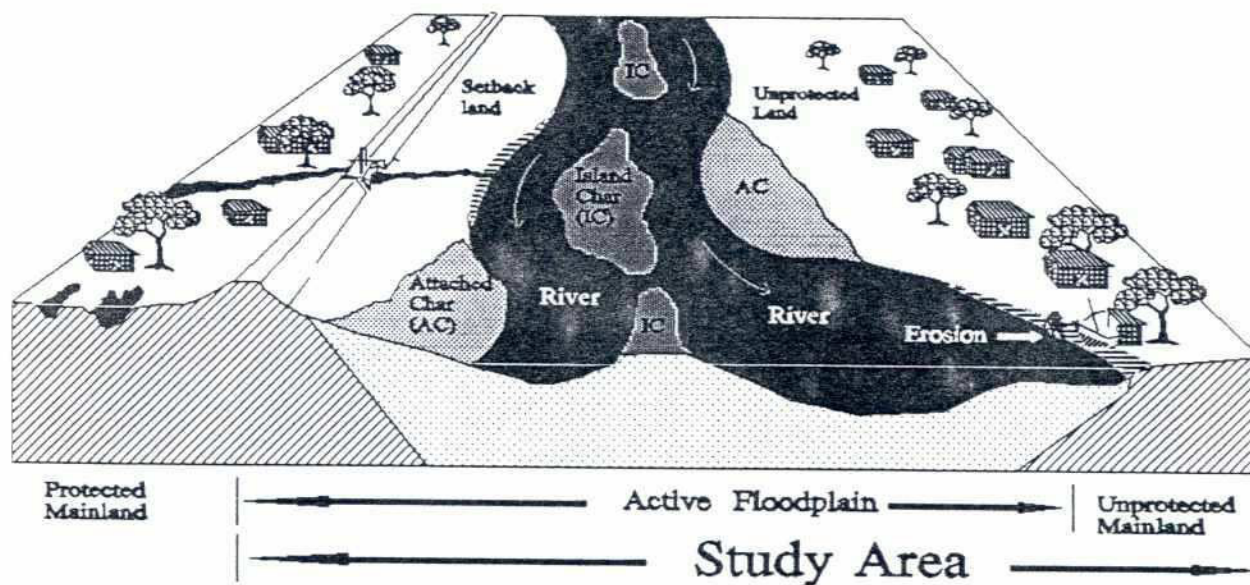 IC
Setback
land
Unprotected
Land
Island
Char
(IC)
AC
Attached
Char
(AC)
River
IC
River
Erosion
Protected
Mainland
Active Floodplain
Unprotected
Mainland
Study Area